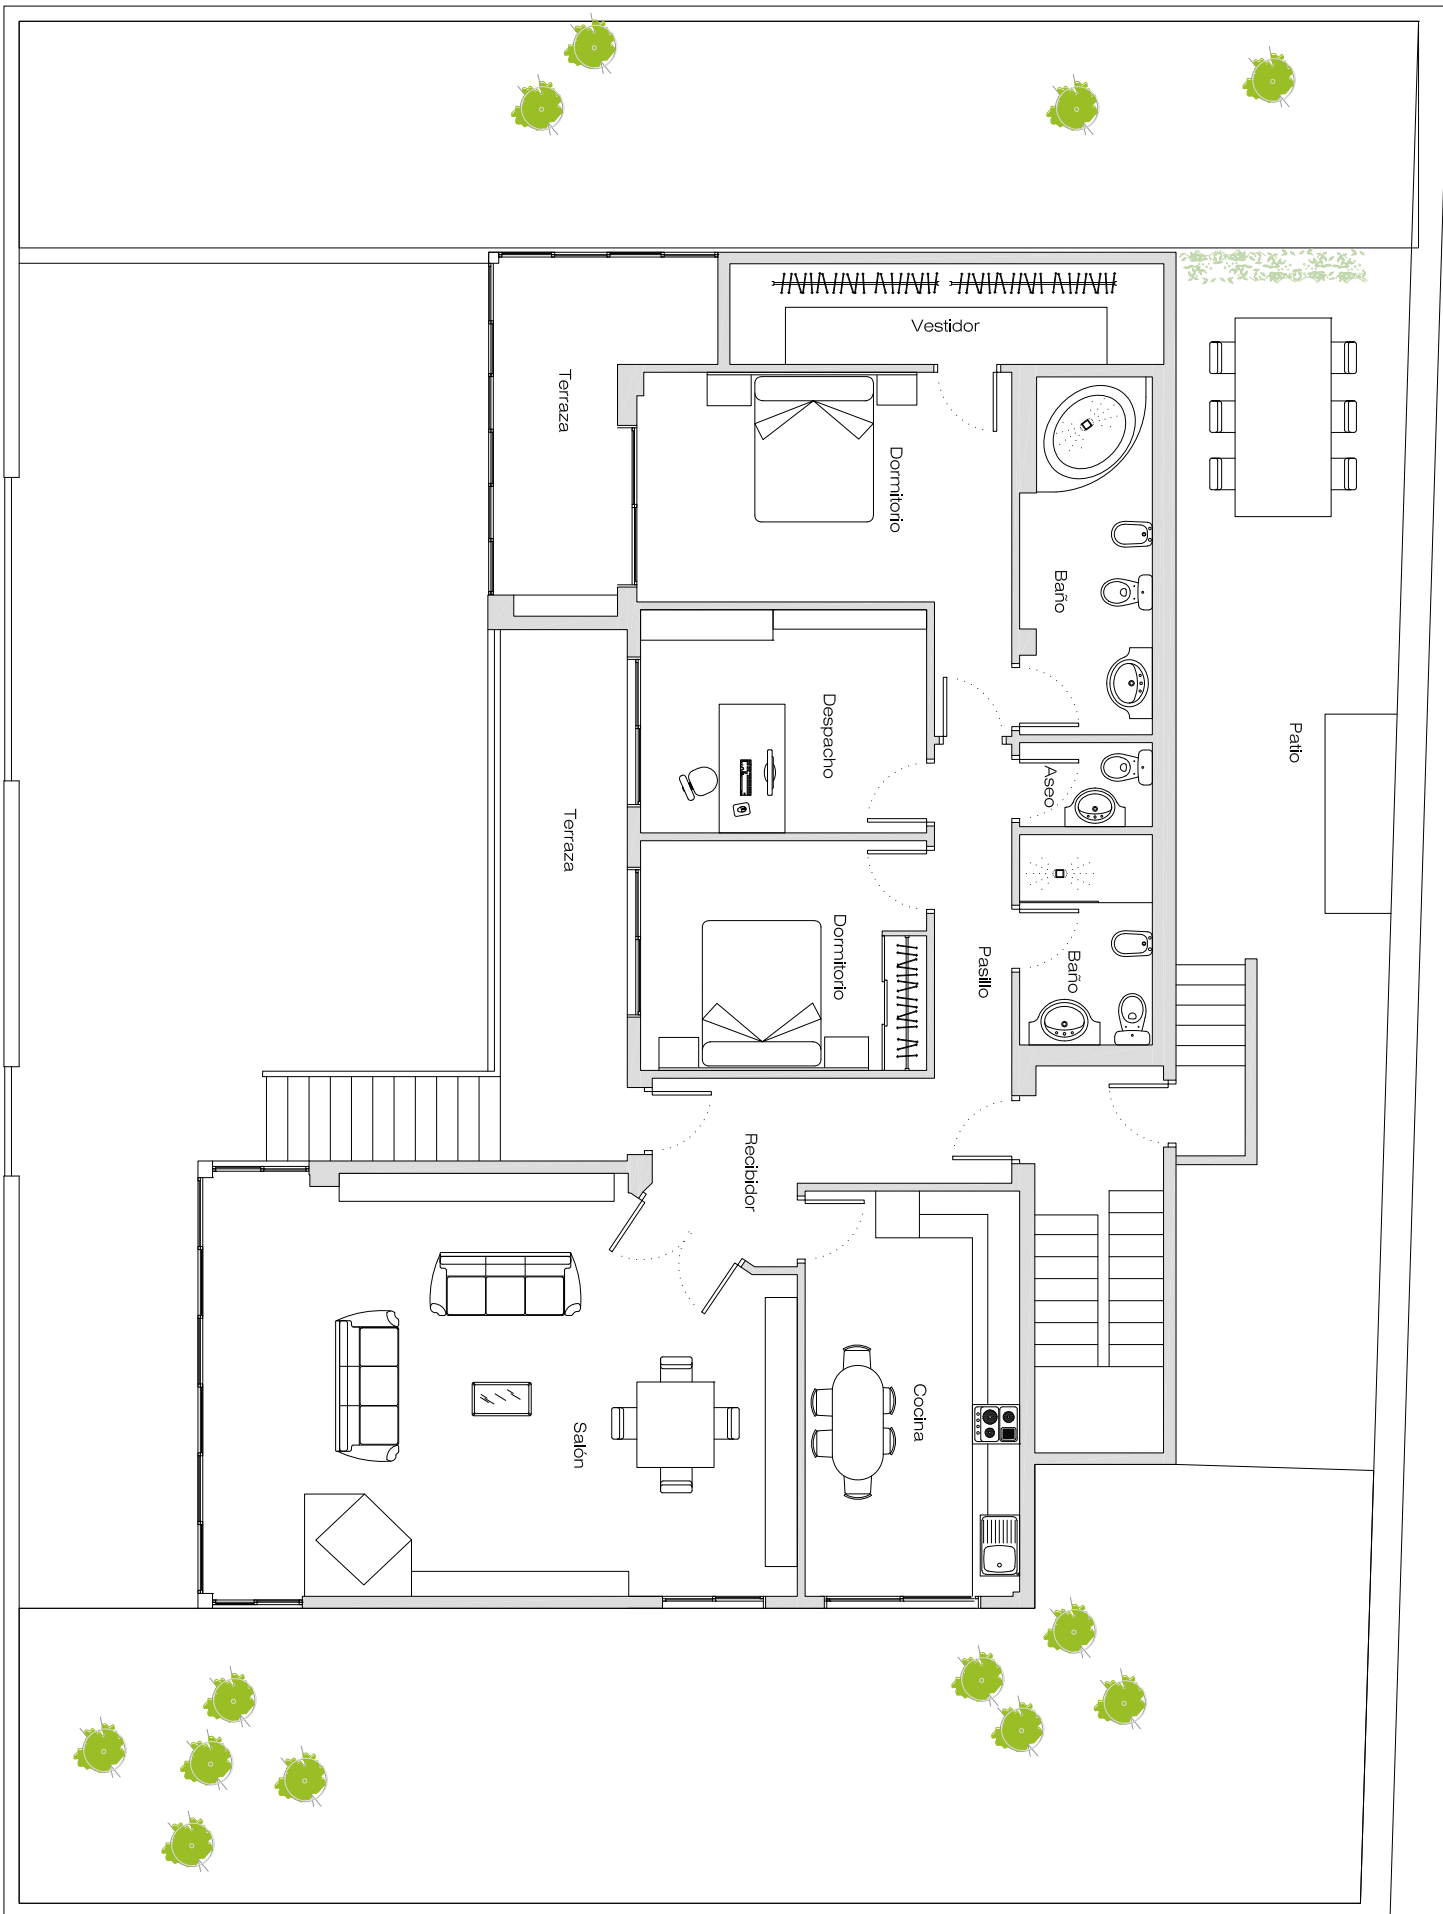 Vestidor
Terraza
Dormitorio
Baño
Despacho
Patio
Aseo
Terraza
Dormitorio
Pasillo
Baño
Recibidor
Cocina
Salón